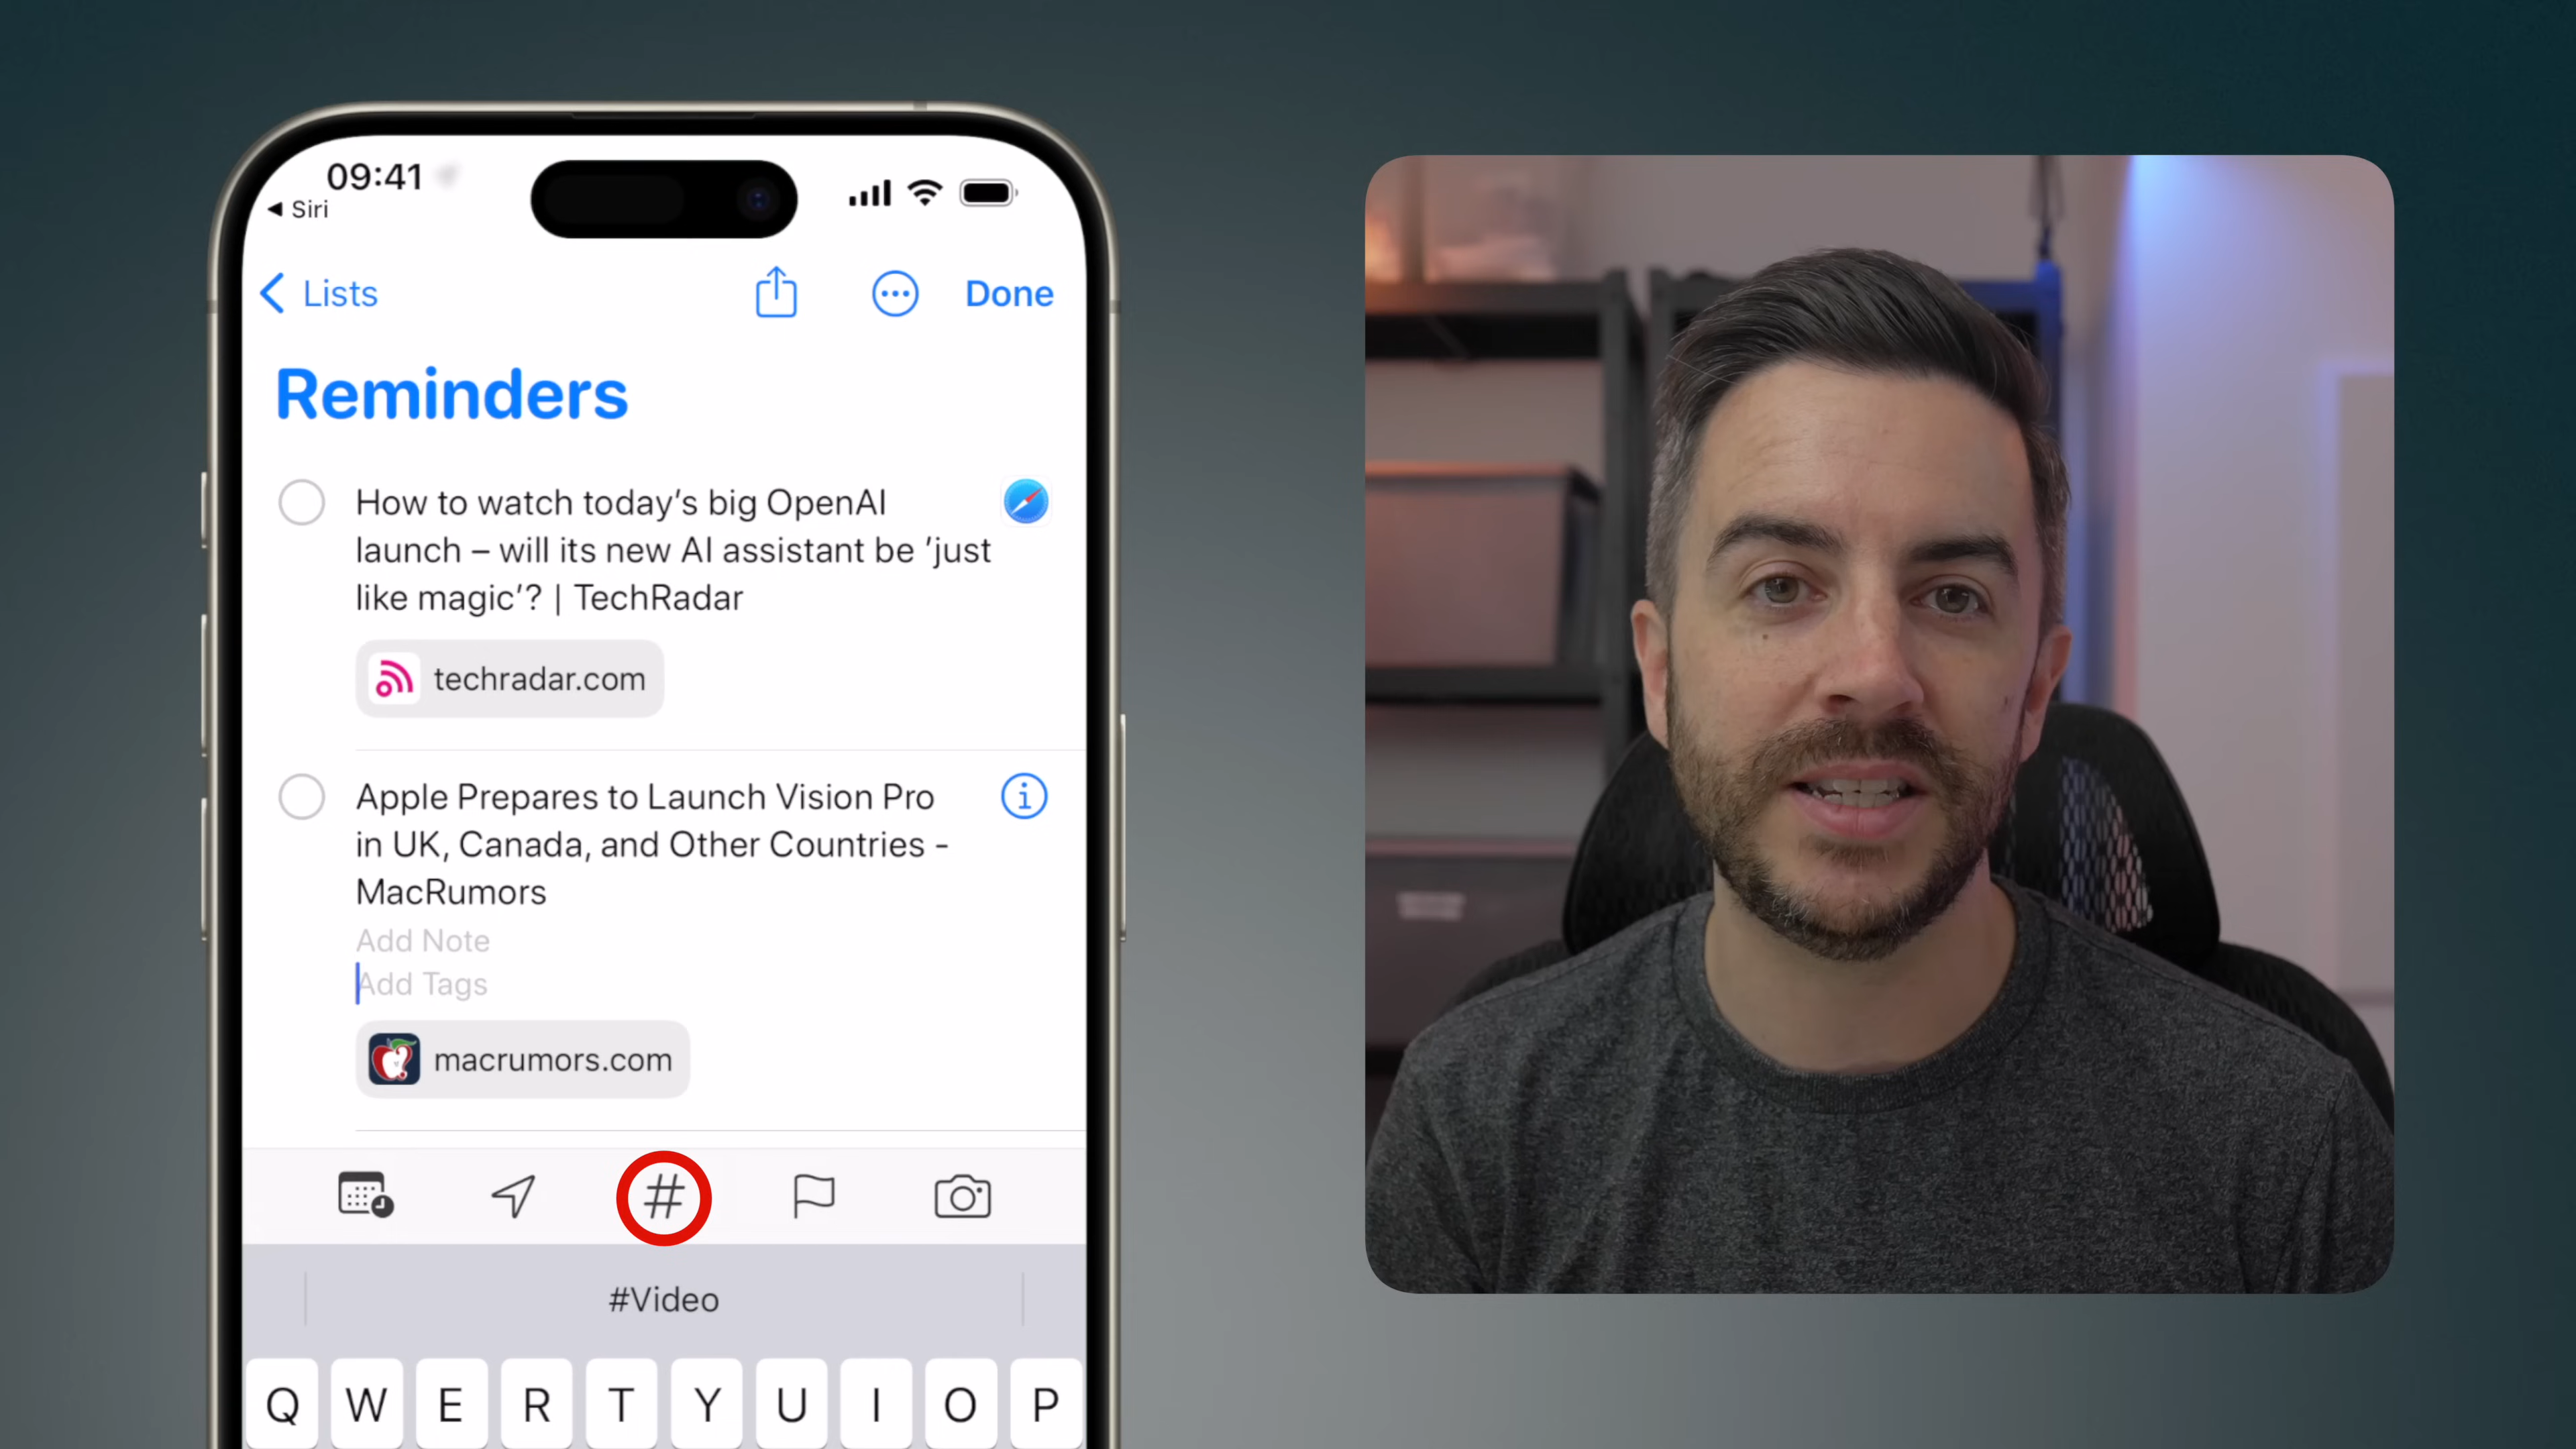 09:41
◀ Siri
Lists
Done
Reminders
How to watch today’s big OpenAI
launch – will its new AI assistant be ’just
like magic’? | TechRadar
techradar.com
Apple Prepares to Launch Vision Pro
in UK, Canada, and Other Countries -
MacRumors
Add Note
Add Tags
macrumors.com
#
#Video
Q W E R T Y U I O P